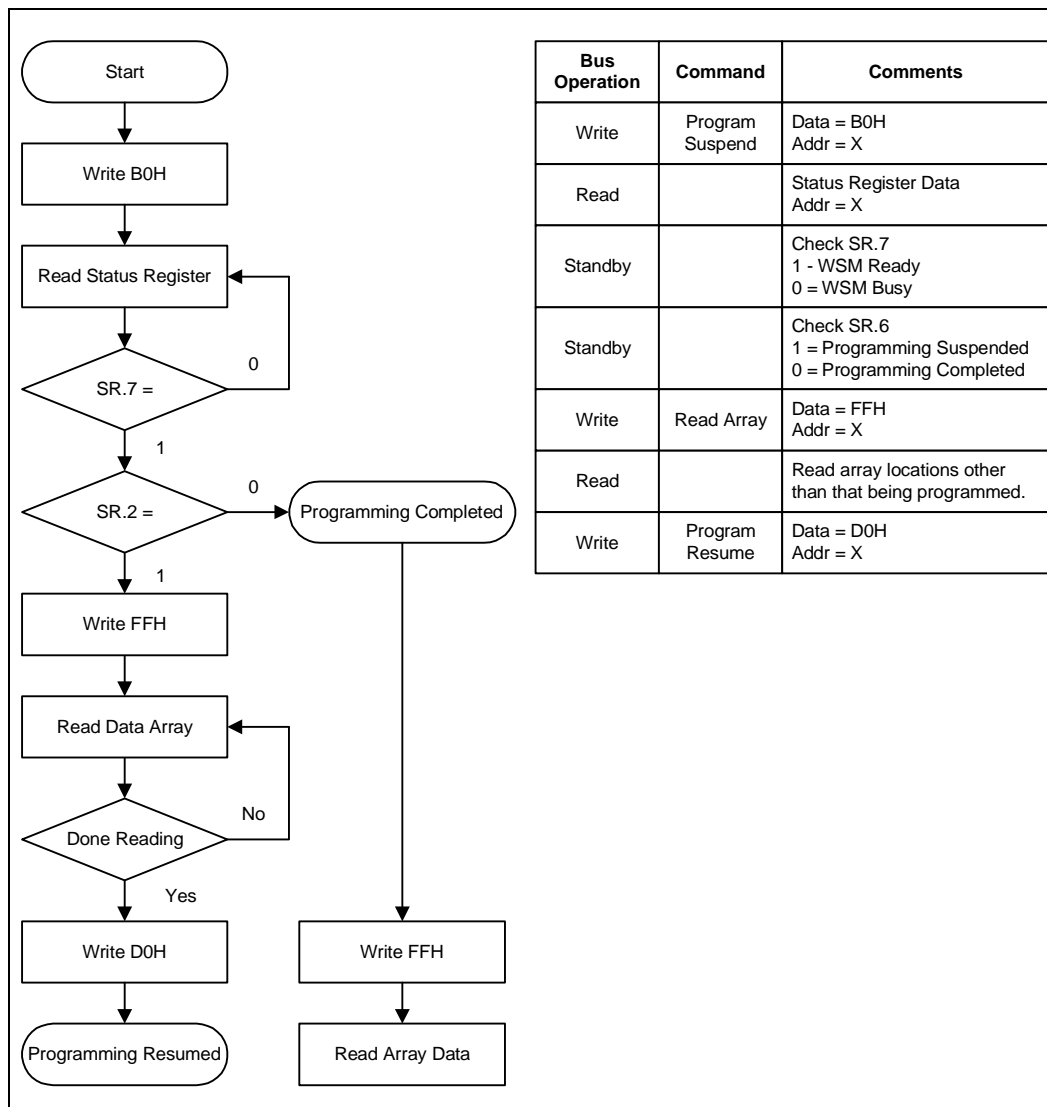 Start
Write B0H
Read Status Register
0
SR.7 =
1
0
SR.2 =
Programming Completed
1
Write FFH
Read Data Array
No
Done Reading
Yes
Write D0H
Write FFH
Programming Resumed
Read Array Data
Bus
Operation
Command
Comments
Write
Program
Suspend
Data = B0H
Addr = X
Read
Status Register Data
Addr = X
Standby
Check SR.7
1 - WSM Ready
0 = WSM Busy
Standby
Check SR.6
1 = Programming Suspended
0 = Programming Completed
Write
Read Array
Data = FFH
Addr = X
Read
Read array locations other
than that being programmed.
Write
Program
Resume
Data = D0H
Addr = X